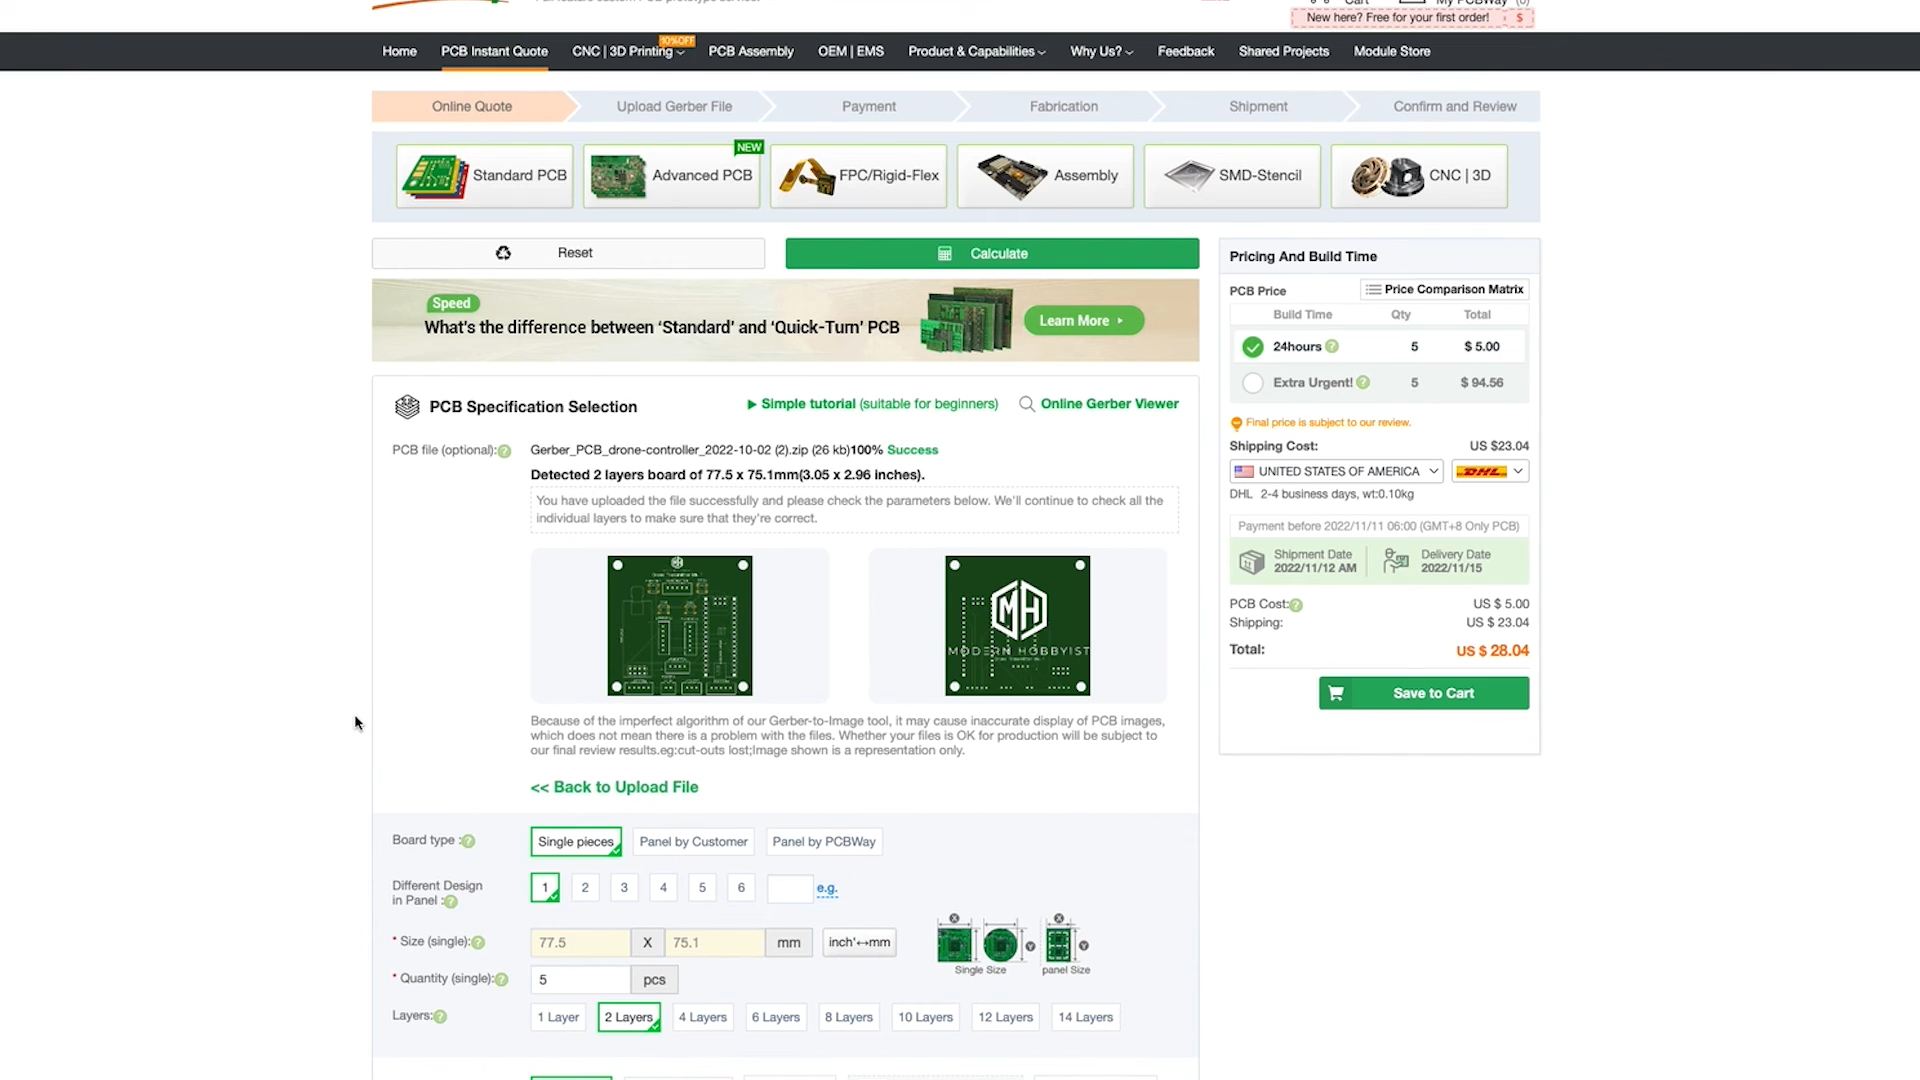 New here? Free for your first order! $
10%OFF
Home PCB Instant Quote CNC | 3D Printing PCB Assembly OEM | EMS Product & Capabilities Why Us? Feedback Shared Projects Module Store
Online Quote Upload Gerber File Payment Fabrication Shipment Confirm and Review
NEW
Standard PCB Advanced PCB FPC/Rigid-Flex Assembly SMD-Stencil CNC | 3D
Reset Calculate
Speed
What's the difference between ‘Standard’ and ‘Quick-Turn’ PCB
Learn More
PCB Specification Selection
Simple tutorial (suitable for beginners) Online Gerber Viewer
PCB file (optional):
Gerber_PCB_drone-controller_2022-10-02 (2).zip (26 kb)100% Success
Detected 2 layers board of 77.5 x 75.1mm(3.05 x 2.96 inches).
You have uploaded the file successfully and please check the parameters below. We'll continue to check all the
individual layers to make sure that they're correct.
MH
MODERN HOBBYIST
Because of the imperfect algorithm of our Gerber-to-Image tool, it may cause inaccurate display of PCB images,
which does not mean there is a problem with the files. Whether your files is OK for production will be subject to
our final review results.eg:cut-outs lost;Image shown is a representation only.
<< Back to Upload File
Board type : Single pieces Panel by Customer Panel by PCBWay
Different Design
in Panel : 1 2 3 4 5 6 e.g.
* Size (single): 77.5 X 75.1 mm inch'↔mm
X X
Y Y
Single Size panel Size
* Quantity (single): 5 pcs
Layers: 1 Layer 2 Layers 4 Layers 6 Layers 8 Layers 10 Layers 12 Layers 14 Layers
Pricing And Build Time
PCB Price Price Comparison Matrix
Build Time Qty Total
24hours 5 $ 5.00
Extra Urgent! 5 $ 94.56
Final price is subject to our review.
Shipping Cost: US $23.04
UNITED STATES OF AMERICA DHL
DHL 2-4 business days, wt:0.10kg
Payment before 2022/11/11 06:00 (GMT+8 Only PCB)
Shipment Date
2022/11/12 AM
Delivery Date
2022/11/15
PCB Cost: US $ 5.00
Shipping: US $ 23.04
Total: US $ 28.04
Save to Cart